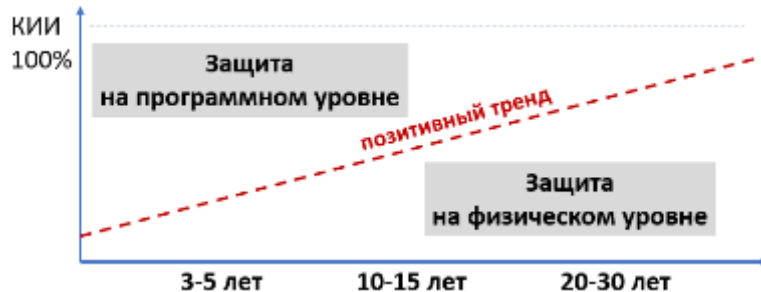 КИИ
100%
Защита
на программном уровне
позитивный тренд
Защита
на физическом уровне
3-5 лет
10-15 лет
20-30 лет